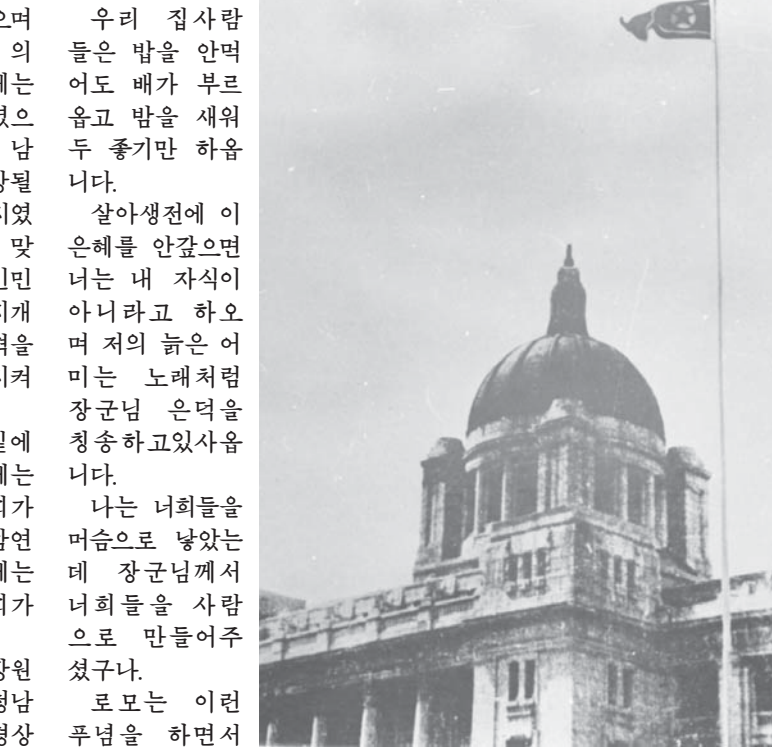 의
남
맞
우리 집사람
들은 밥을 안먹
어도 배가 부르
옵고 밤을 새워
두 좋기만 하옵
니다.
살아생전에 이
은혜를 안갚으면
너는 내 자식이
아니라고 하오
며 저의 늙은 어
미는 노래처럼
장군님 은덕을
칭송하고있사옵
니다.
나는 너희들을
머슴으로 낳았는
데 장군님께서
너희들을 사람
으로 만들어주
셨구나.
로모는 이런
푸념을 하면서